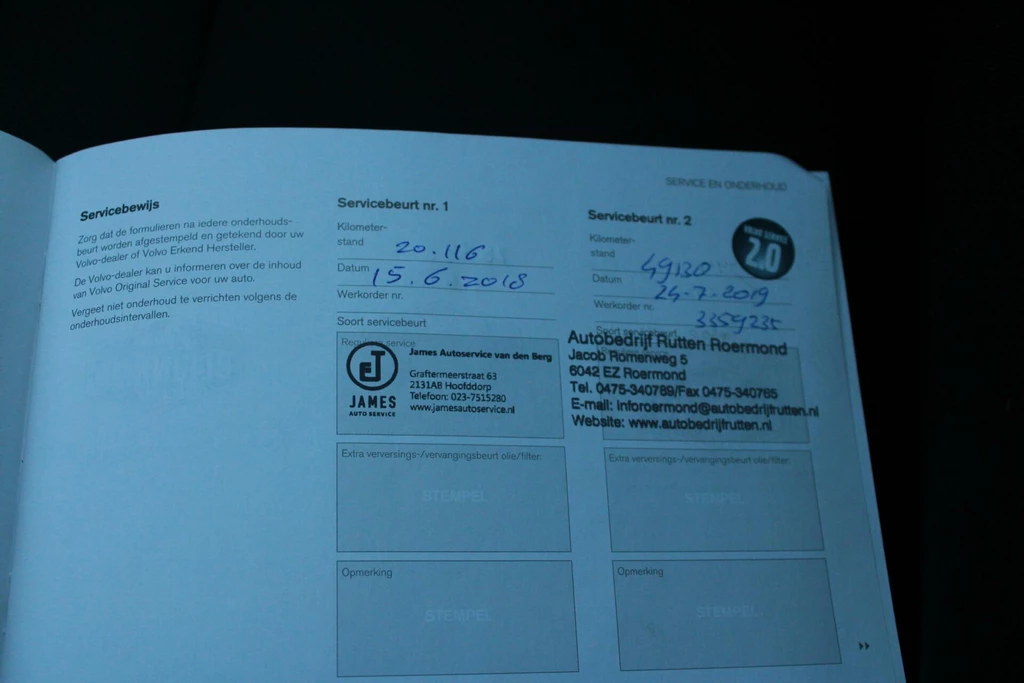 SERVICE EN ONDERHOUD
Servicebewijs
Zorg dat de formulieren na iedere onderhouds-
beurt worden afgestempeld en getekend door uw
Volvo-dealer of Volvo Erkend Hersteller.
De Volvo-dealer kan u informeren over de inhoud
van Volvo Original Service voor uw auto.
Vergeet niet onderhoud te verrichten volgens de
onderhoudsintervallen.
Servicebeurt nr. 1
Kilometer-
stand 20.116
Datum 15.6.2018
Werkorder nr.
Soort servicebeurt
Reguliere service
JAMES
AUTO SERVICE
James Autoservice van den Berg
Graftermeerstraat 63
2131AB Hoofddorp
Telefoon: 023-7515280
www.jamesautoservice.nl
Extra verversings-/vervangingsbeurt olie/filter:
STEMPEL
Opmerking
STEMPEL
Servicebeurt nr. 2
VOLVO SERVICE
2.0
Kilometer-
stand 49130
Datum 24-7-2019
Werkorder nr. 3359235
Soort servicebeurt
Autobedrijf Rutten Roermond
Jacob Romenweg 5
6042 EZ Roermond
Tel. 0475-340789/Fax 0475-340765
E-mail: inforoermond@autobedrijfrutten.nl
Website: www.autobedrijfrutten.nl
Extra verversings-/vervangingsbeurt olie/filter:
STEMPEL
Opmerking
STEMPEL